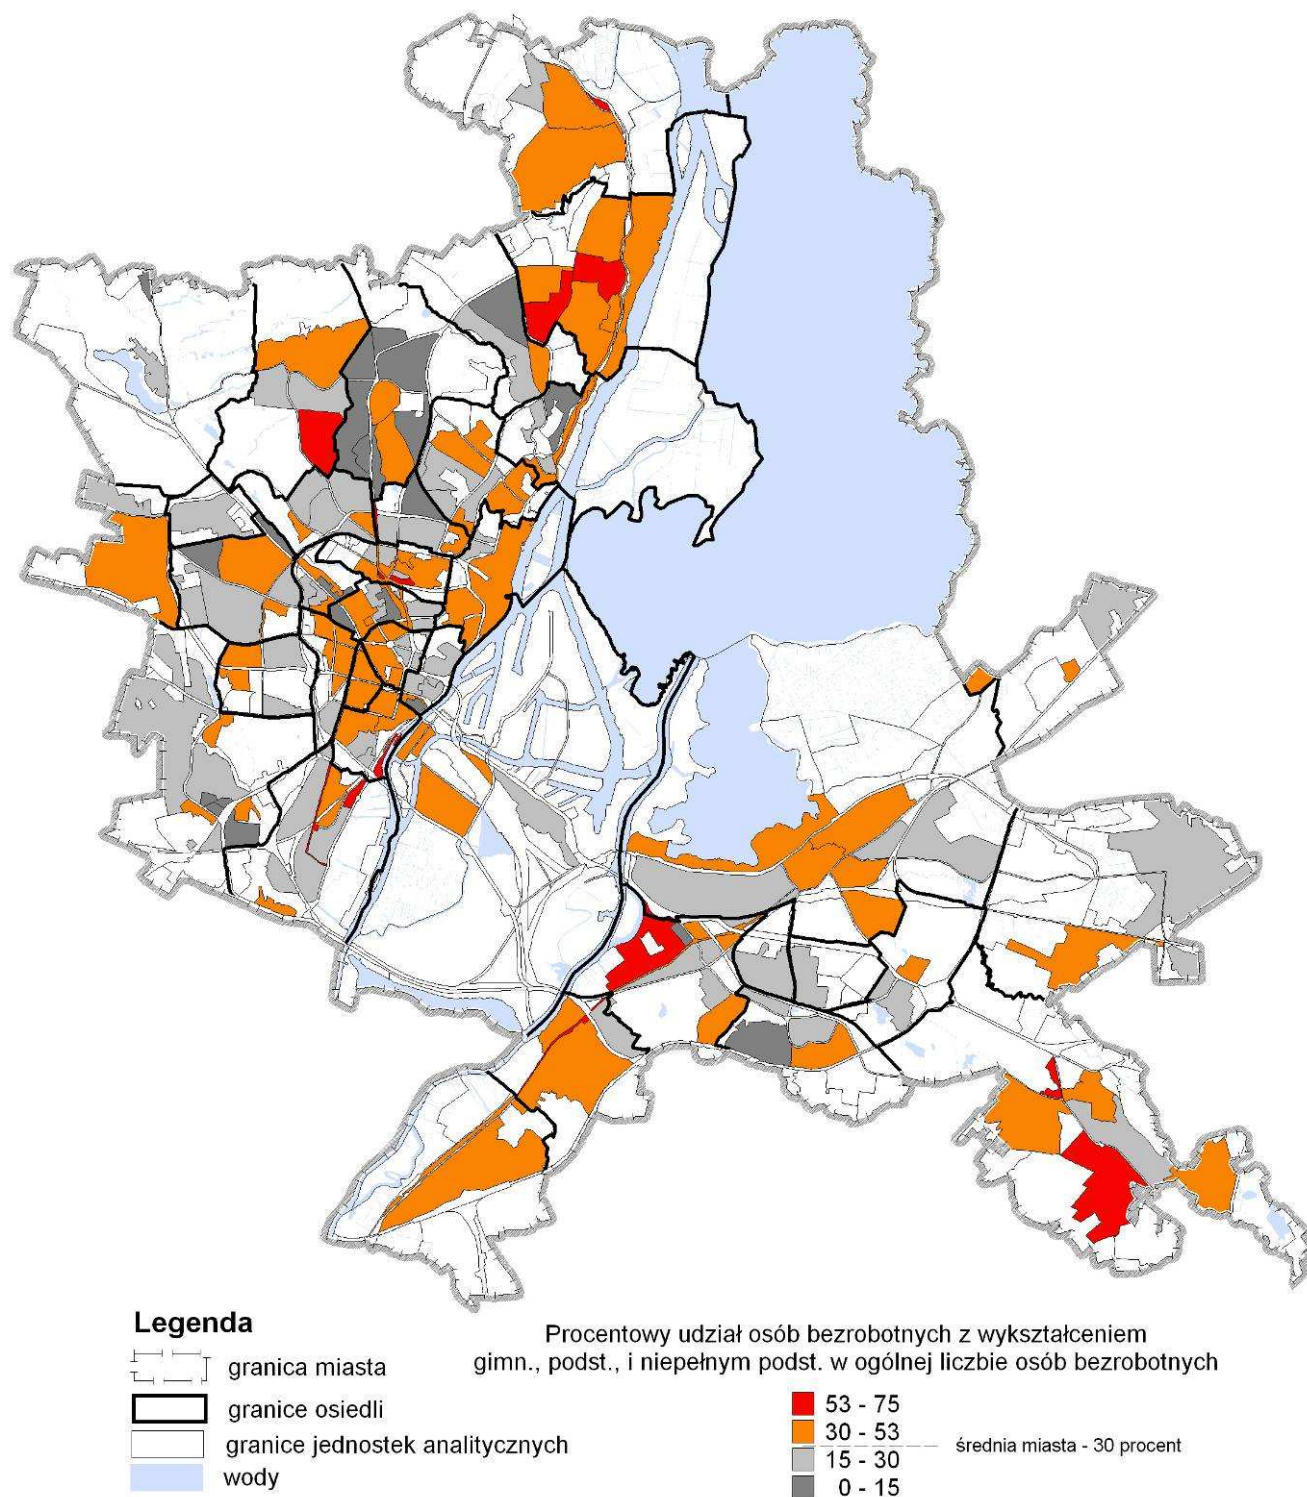 Legenda
granica miasta
granice osiedli
granice jednostek analitycznych
wody
Procentowy udział osób bezrobotnych z wykształceniem
gimn., podst., i niepełnym podst. w ogólnej liczbie osób bezrobotnych
53 - 75
30 - 53
średnia miasta - 30 procent
15 - 30
0 - 15